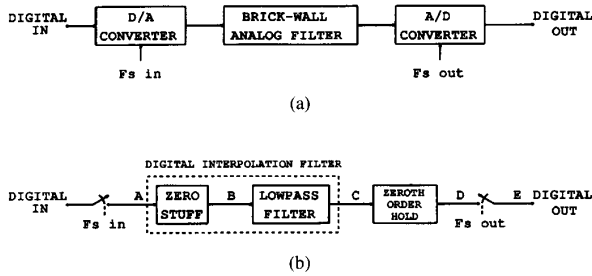 DIGITAL IN
D/A CONVERTER
BRICK-WALL ANALOG FILTER
A/D CONVERTER
DIGITAL OUT
Fs in
Fs out
(a)
DIGITAL INTERPOLATION FILTER
DIGITAL IN
Fs in
A
ZERO STUFF
B
LOWPASS FILTER
C
ZEROTH ORDER HOLD
D
Fs out
E
DIGITAL OUT
(b)